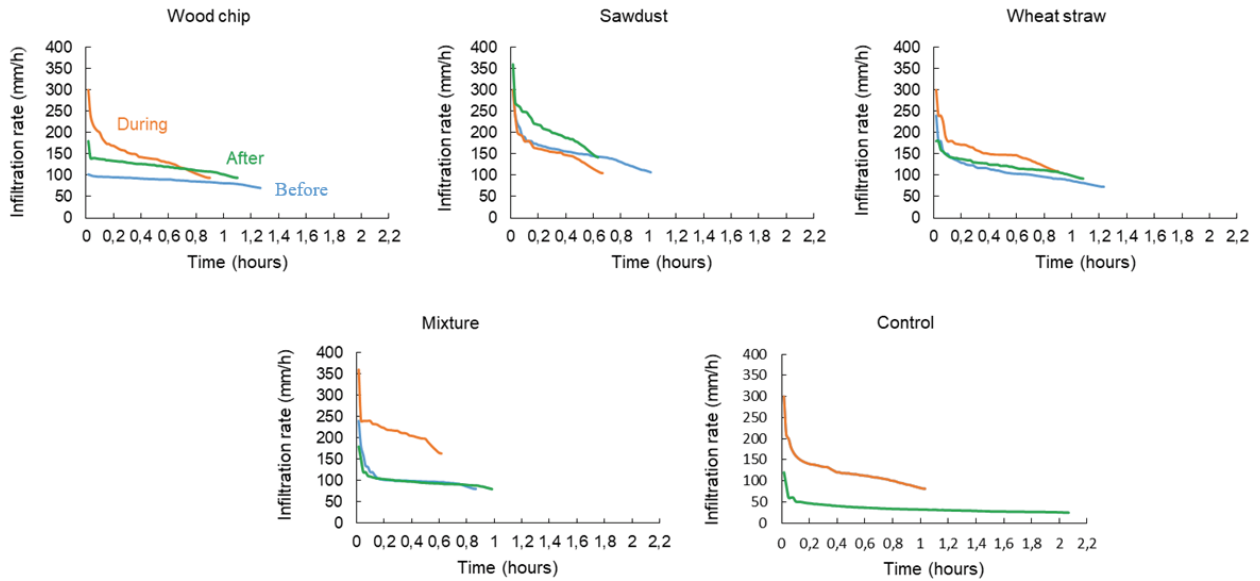 Wood chip
Infiltration rate (mm/h)
400
350
300
250
200
150
100
50
0
During
After
Before
0 0,2 0,4 0,6 0,8 1 1,2 1,4 1,6 1,8 2 2,2
Time (hours)
Sawdust
Infiltration rate (mm/h)
400
350
300
250
200
150
100
50
0
0 0,2 0,4 0,6 0,8 1 1,2 1,4 1,6 1,8 2 2,2
Time (hours)
Wheat straw
Infiltration rate (mm/h)
400
350
300
250
200
150
100
50
0
0 0,2 0,4 0,6 0,8 1 1,2 1,4 1,6 1,8 2 2,2
Time (hours)
Mixture
Infiltration rate (mm/h)
400
350
300
250
200
150
100
50
0
0 0,2 0,4 0,6 0,8 1 1,2 1,4 1,6 1,8 2 2,2
Time (hours)
Control
Infiltration rate (mm/h)
400
350
300
250
200
150
100
50
0
0 0,2 0,4 0,6 0,8 1 1,2 1,4 1,6 1,8 2 2,2
Time (hours)